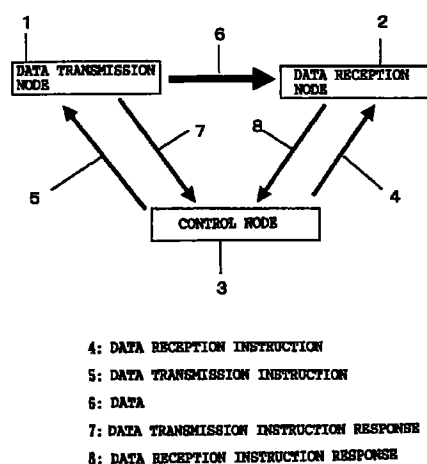 1
6
2
DATA TRANSMISSION
NODE
DATA RECEPTION
NODE
7
8
5
4
CONTROL NODE
3
4: DATA RECEPTION INSTRUCTION
5: DATA TRANSMISSION INSTRUCTION
6: DATA
7: DATA TRANSMISSION INSTRUCTION RESPONSE
8: DATA RECEPTION INSTRUCTION RESPONSE